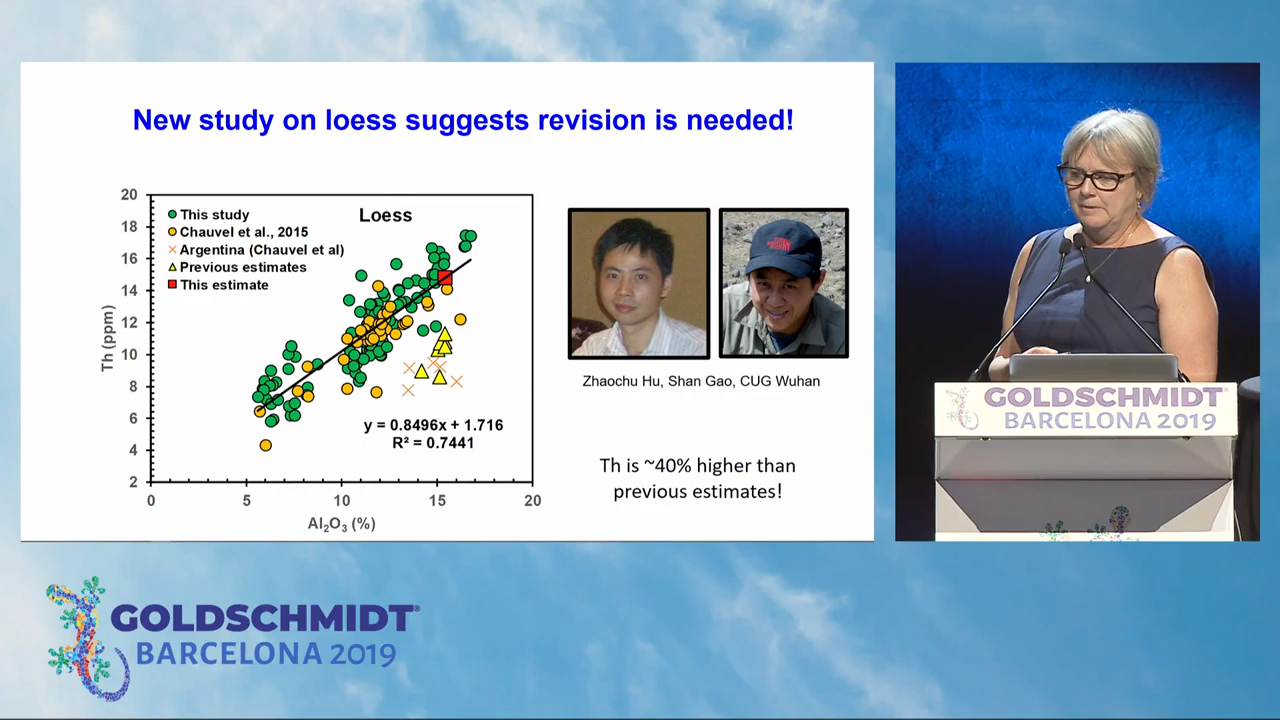 New study on loess suggests revision is needed!
Loess
This study
Chauvel et al., 2015
Argentina (Chauvel et al)
Previous estimates
This estimate
20
18
16
14
12
10
8
6
4
2
Th (ppm)
0
5
10
15
20
Al₂O₃ (%)
y = 0.8496x + 1.716
R² = 0.7441
Zhaochu Hu, Shan Gao, CUG Wuhan
Th is ~40% higher than
previous estimates!
GOLDSCHMIDT
BARCELONA 2019
GOLDSCHMIDT®
BARCELONA 2019